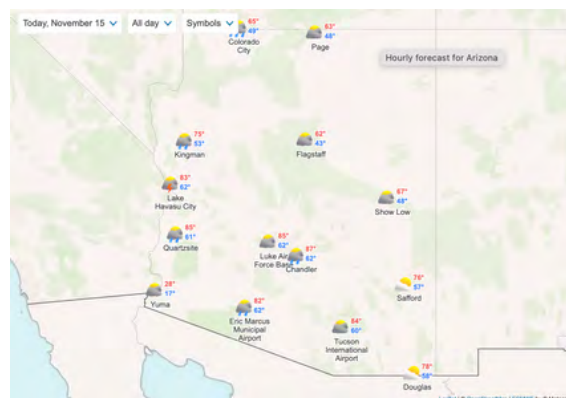 Today, November 15
All day
Symbols
65°
49°
Colorado
City
63°
48°
Page
Hourly forecast for Arizona
75°
53°
Kingman
62°
43°
Flagstaff
83°
62°
Lake
Havasu City
67°
48°
Show Low
85°
61°
Quartzsite
85°
62°
Luke Air
Force Base
87°
62°
Chandler
76°
57°
Safford
28°
17°
Yuma
82°
62°
Eric Marcus
Municipal
Airport
84°
60°
Tucson
International
Airport
78°
58°
Douglas